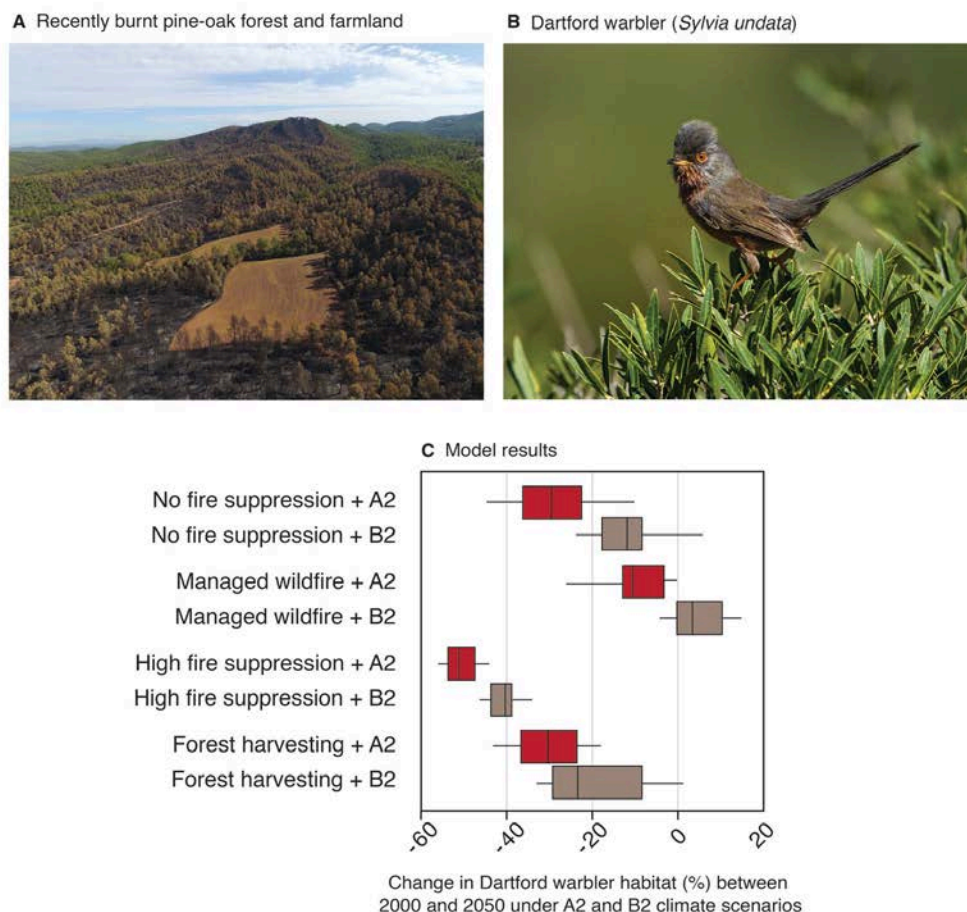 A Recently burnt pine-oak forest and farmland
B Dartford warbler (Sylvia undata)
C Model results
No fire suppression + A2
No fire suppression + B2
Managed wildfire + A2
Managed wildfire + B2
High fire suppression + A2
High fire suppression + B2
Forest harvesting + A2
Forest harvesting + B2
-60 -40 -20 0 20
Change in Dartford warbler habitat (%) between
2000 and 2050 under A2 and B2 climate scenarios